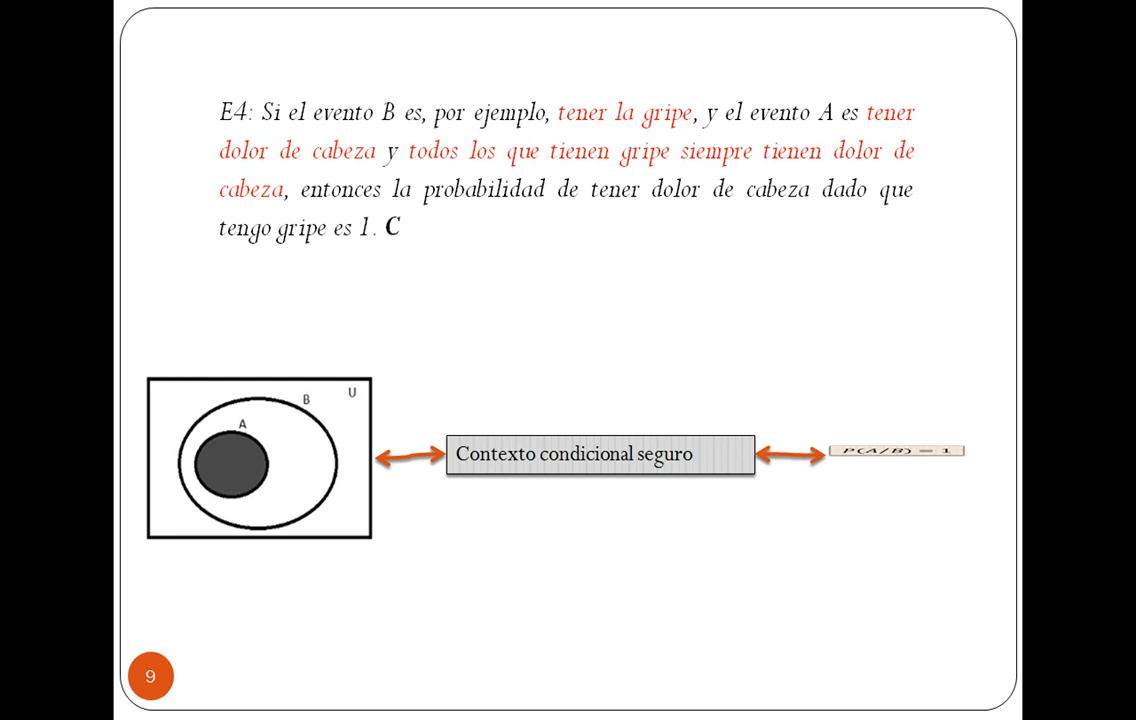 E4: Si el evento B es, por ejemplo, tener la gripe, y el evento A es tener
dolor de cabeza y todos los que tienen gripe siempre tienen dolor de
cabeza, entonces la probabilidad de tener dolor de cabeza dado que
tengo gripe es 1. C
U
B
A
Contexto condicional seguro
P(A/B) = 1
9